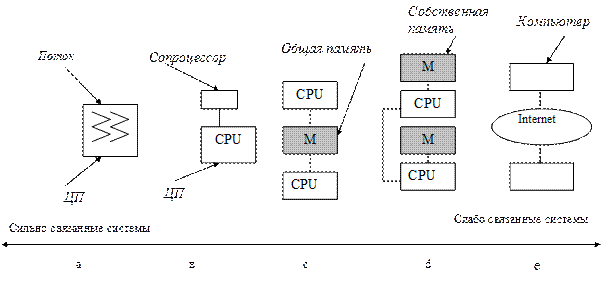 Собственная
память
Компьютер
Поток
Сопроцессор
Общая память
M
CPU
CPU
Internet
CPU
M
M
CPU
CPU
ЦП
ЦП
Сильно связанные системы
Слабо связанные системы
a
в
c
d
e